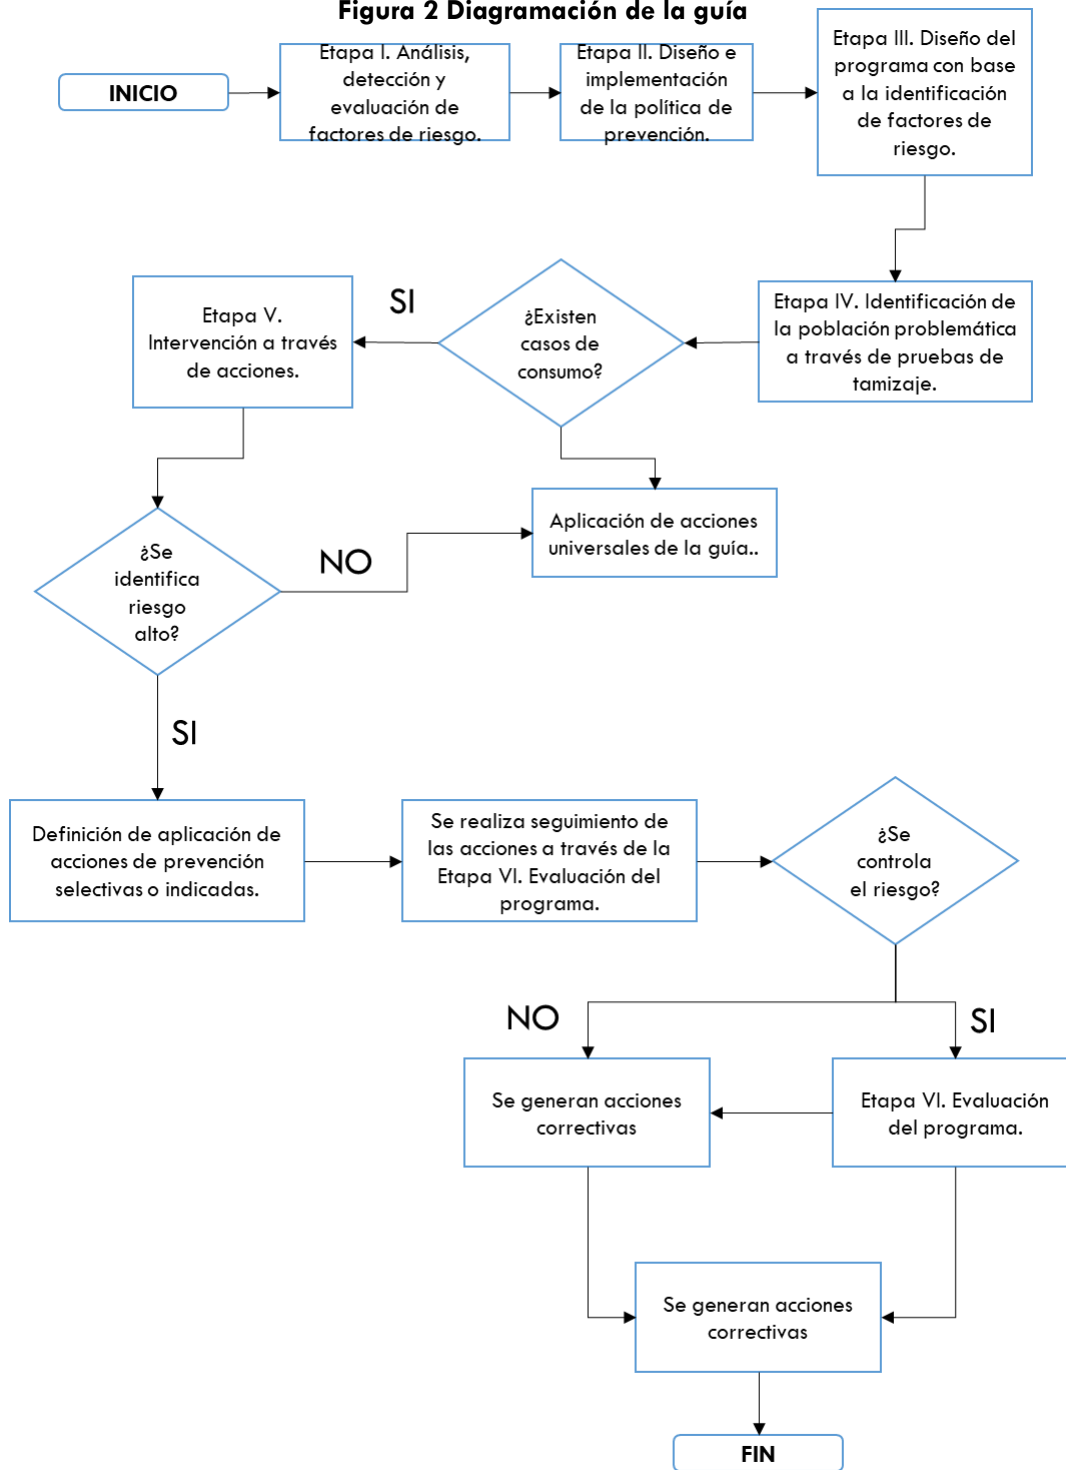 Figura 2 Diagramación de la guía
INICIO
Etapa I. Análisis,
detección y
evaluación de
factores de riesgo.
Etapa II. Diseño e
implementación
de la política de
prevención.
Etapa III. Diseño del
programa con base
a la identificación
de factores de
riesgo.
Etapa IV. Identificación de
la población problemática
a través de pruebas de
tamizaje.
¿Existen
casos de
consumo?
SI
Etapa V.
Intervención a través
de acciones.
Aplicación de acciones
universales de la guía..
¿Se
identifica
riesgo
alto?
NO
SI
Definición de aplicación de
acciones de prevención
selectivas o indicadas.
Se realiza seguimiento de
las acciones a través de la
Etapa VI. Evaluación del
programa.
¿Se
controla
el riesgo?
NO
SI
Se generan acciones
correctivas
Etapa VI. Evaluación
del programa.
Se generan acciones
correctivas
FIN